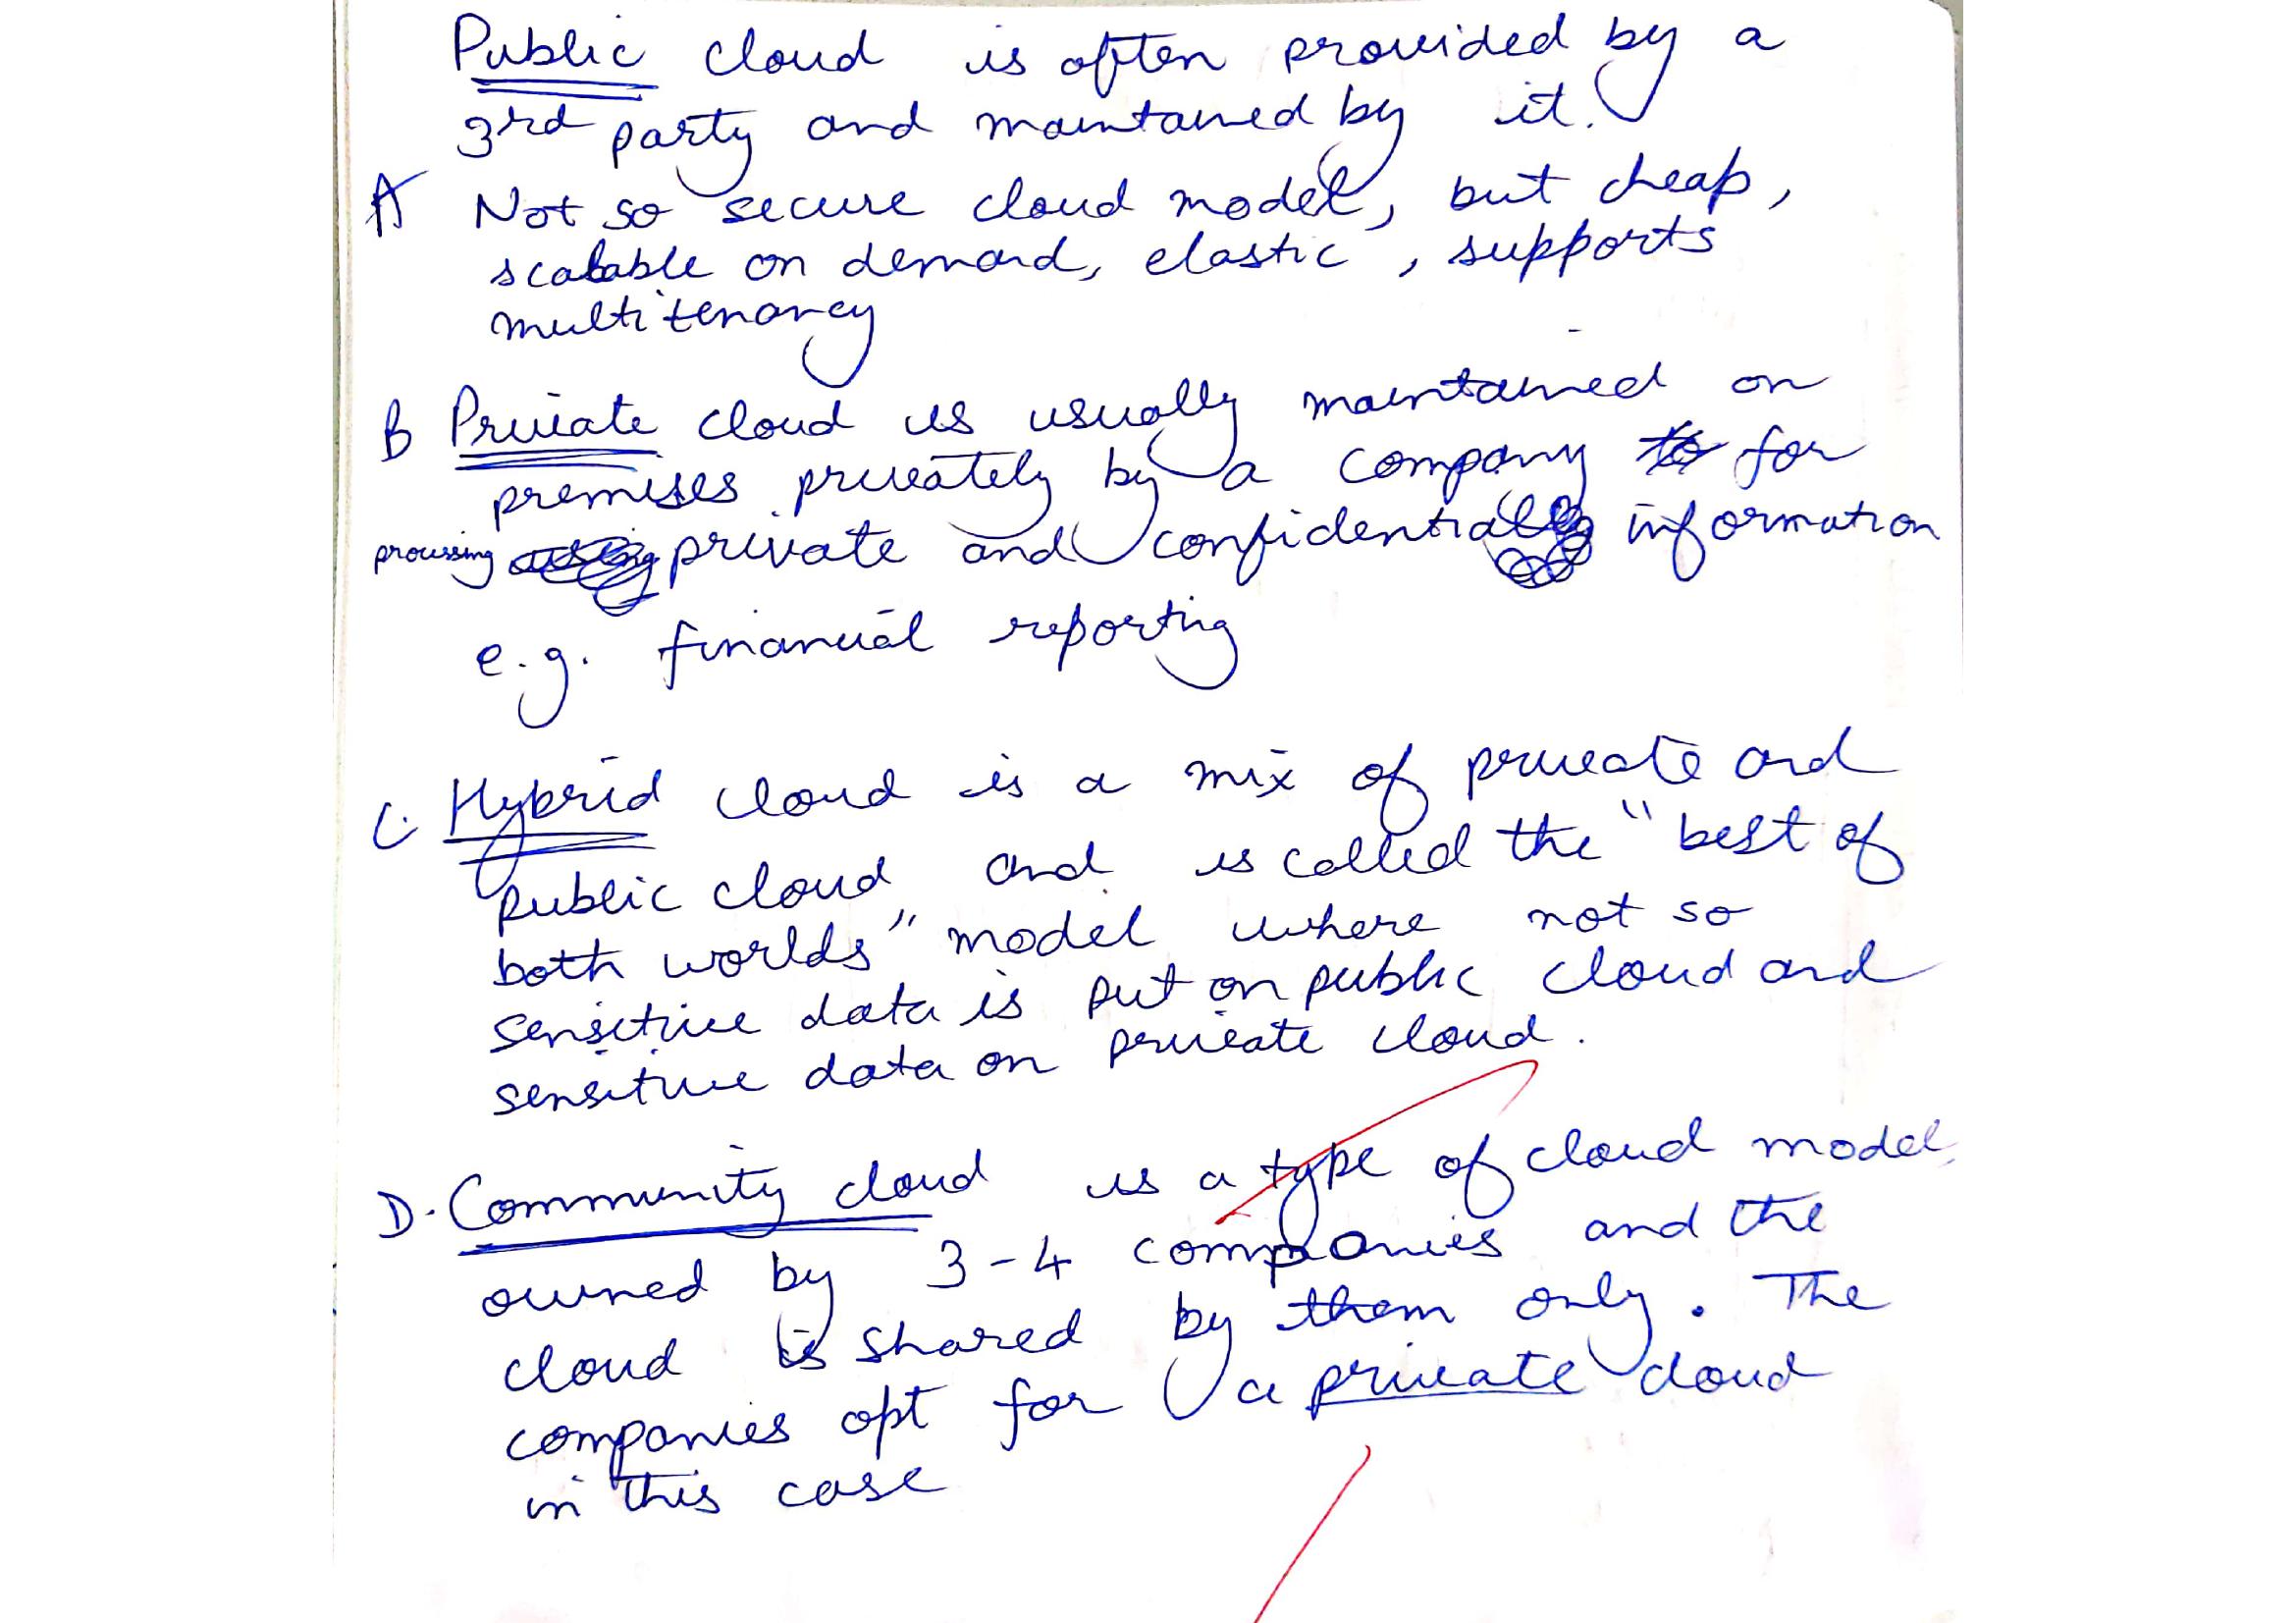 Public cloud is often provided by a
3rd party and maintained by it.
A Not so secure cloud model, but cheap,
scalable on demand, elastic, supports
multitenancy
B Private cloud is usually maintained on
premises privately by a company to for
processing private and confidential information
e.g. financial reporting
C. Hybrid cloud is a mix of private and
public cloud and is called the "best of
both worlds" model where not so
sensitive data is put on public cloud and
sensitive data on private cloud.
D. Community cloud is a type of cloud model
owned by 3-4 companies and the
cloud is shared by them only. The
companies opt for a private cloud
in this case